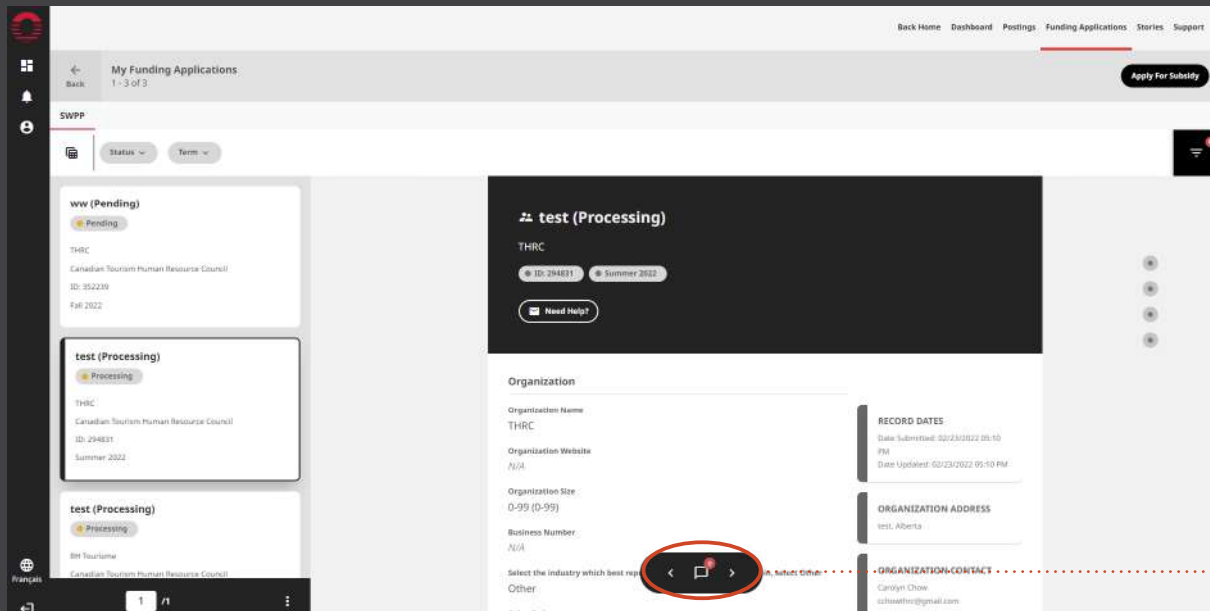 Back Home Dashboard Postings Funding Applications Stories Support
Back
My Funding Applications
1 - 3 of 3
Apply For Subsidy
SWPP
Status
Term
ww (Pending)
Pending
THRC
Canadian Tourism Human Resource Council
ID: 352239
Fall 2022
test (Processing)
Processing
THRC
Canadian Tourism Human Resource Council
ID: 294831
Summer 2022
test (Processing)
Processing
BH Tourisme
Canadian Tourism Human Resource Council
1 /1
Français
test (Processing)
THRC
ID: 294831 Summer 2022
Need Help?
Organization
Organization Name
THRC
Organization Website
N/A
Organization Size
0-99 (0-99)
Business Number
N/A
Select the industry which best select Other
Other
RECORD DATES
Date Submitted: 02/23/2022 05:10
PM
Date Updated: 02/23/2022 05:10 PM
ORGANIZATION ADDRESS
test, Alberta
ORGANIZATION CONTACT
Carolyn Chow
cchowthrc@gmail.com